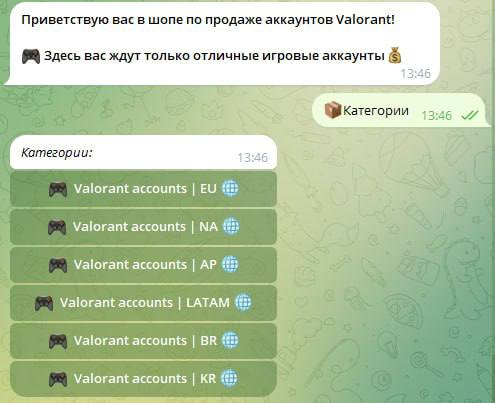 Приветствую вас в шопе по продаже аккаунтов Valorant!
🎮 Здесь вас ждут только отличные игровые аккаунты 💰
13:46
📦Категории 13:46
Категории:
13:46
🎮 Valorant accounts | EU 🌐
🎮 Valorant accounts | NA 🌐
🎮 Valorant accounts | AP 🌐
🎮 Valorant accounts | LATAM 🌐
🎮 Valorant accounts | BR 🌐
🎮 Valorant accounts | KR 🌐